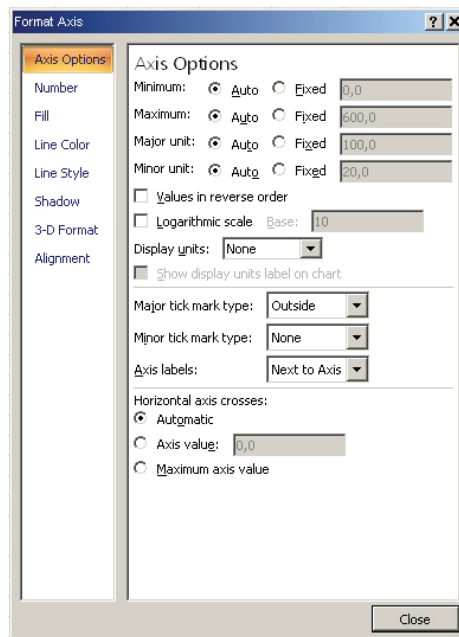 Format Axis
Axis Options
Number
Fill
Line Color
Line Style
Shadow
3-D Format
Alignment
Axis Options
Minimum: Auto Fixed 0,0
Maximum: Auto Fixed 600,0
Major unit: Auto Fixed 100,0
Minor unit: Auto Fixed 20,0
Values in reverse order
Logarithmic scale Base: 10
Display units: None
Show display units label on chart
Major tick mark type: Outside
Minor tick mark type: None
Axis labels: Next to Axis
Horizontal axis crosses:
Automatic
Axis value: 0,0
Maximum axis value
Close